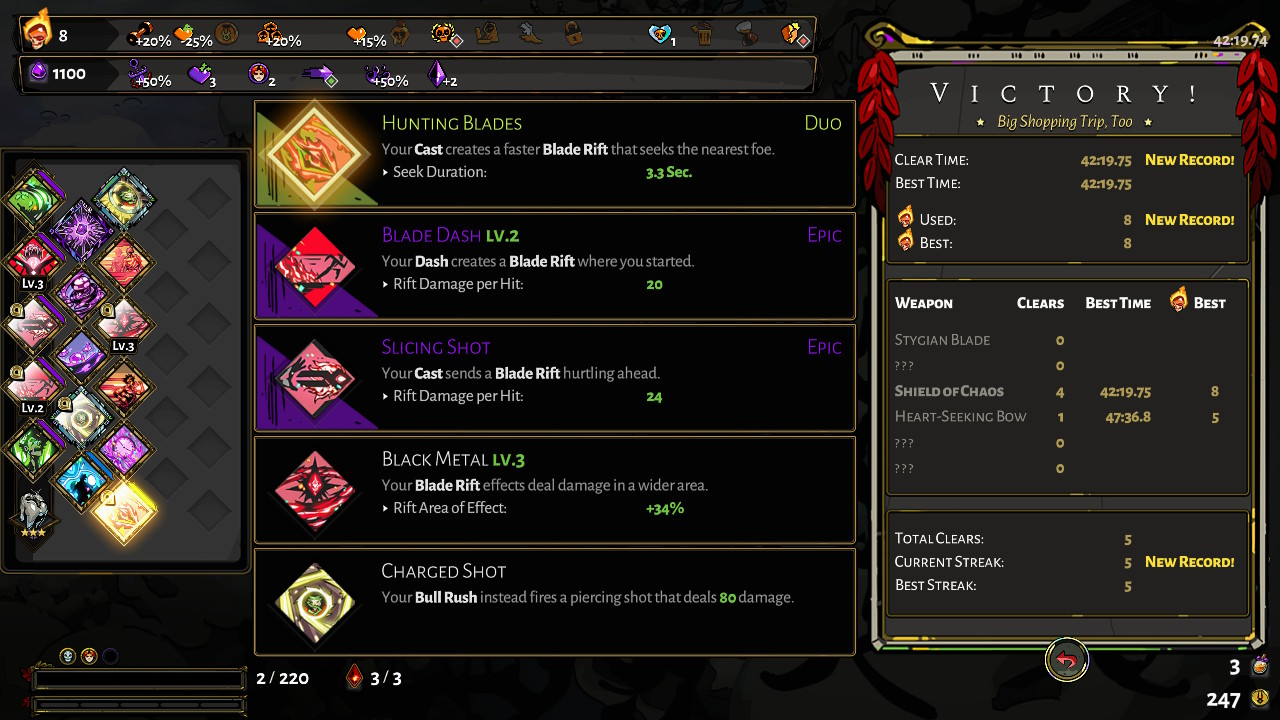 8
+20%
25%
+20%
+15%
1
42:19.74
1100
+50%
3
2
+50%
+2
Lv.3
Lv.3
Lv.2
Hunting Blades Duo
Your Cast creates a faster Blade Rift that seeks the nearest foe.
‣ Seek Duration: 3.3 Sec.
Blade Dash Lv.2 Epic
Your Dash creates a Blade Rift where you started.
‣ Rift Damage per Hit: 20
Slicing Shot Epic
Your Cast sends a Blade Rift hurtling ahead.
‣ Rift Damage per Hit: 24
Black Metal Lv.3
Your Blade Rift effects deal damage in a wider area.
‣ Rift Area of Effect: +34%
Charged Shot
Your Bull Rush instead fires a piercing shot that deals 80 damage.
2 / 220
3 / 3
Victory!
Big Shopping Trip, Too
Clear Time: 42:19.75 New Record!
Best Time: 42:19.75
Used: 8 New Record!
Best: 8
Weapon Clears Best Time Best
Stygian Blade 0
??? 0
Shield of Chaos 4 42:19.75 8
Heart-Seeking Bow 1 47:36.8 5
??? 0
??? 0
Total Clears: 5
Current Streak: 5 New Record!
Best Streak: 5
3
247